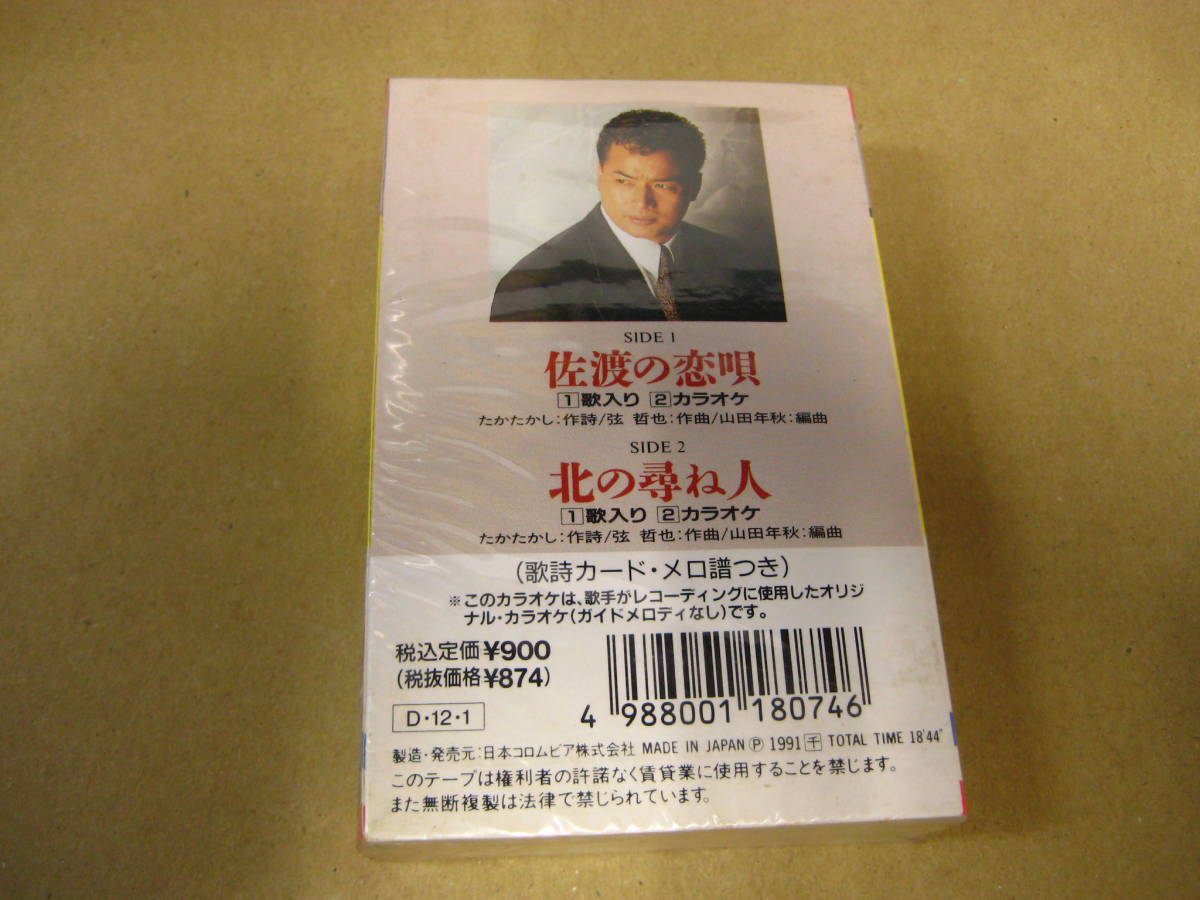 SIDE 1
佐渡の恋唄
1歌入り 2カラオケ
たかたかし:作詩/弦 哲也:作曲/山田年秋:編曲
SIDE 2
北の尋ね人
1歌入り 2カラオケ
たかたかし:作詩/弦 哲也:作曲/山田年秋:編曲
(歌詩カード・メロ譜つき)
※このカラオケは、歌手がレコーディングに使用したオリジ
ナル・カラオケ(ガイドメロディなし)です。
税込定価¥900
(税抜価格¥874)
D・12・1
4 988001 180746
製造・発売元:日本コロムビア株式会社 MADE IN JAPAN Ⓟ 1991 千 TOTAL TIME 18'44"
このテープは権利者の許諾なく賃貸業に使用することを禁じます。
また無断複製は法律で禁じられています。